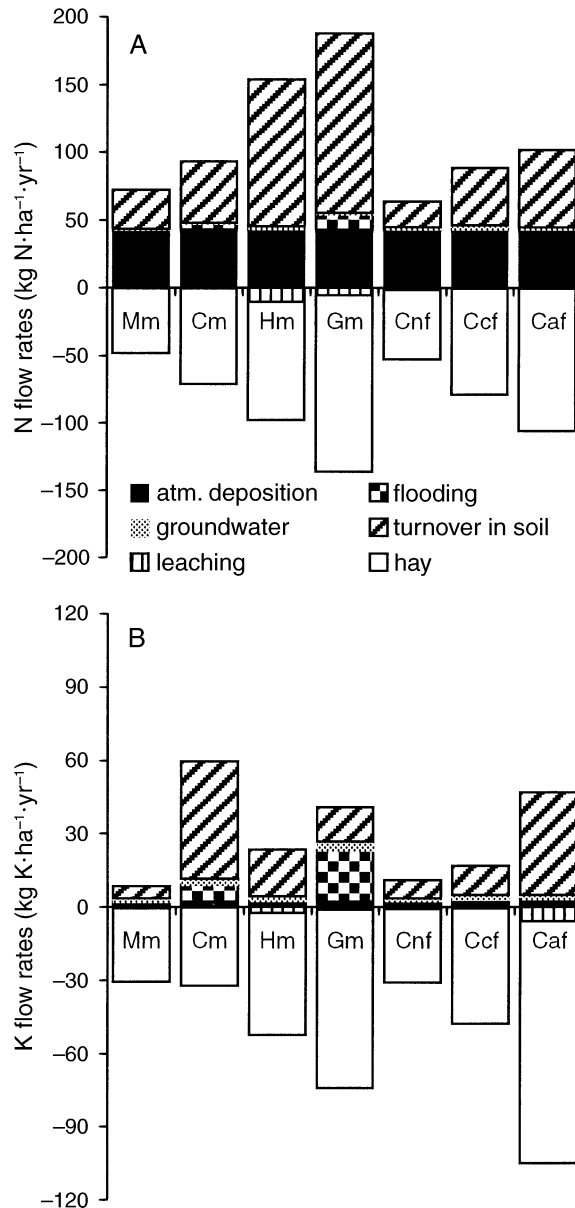 A
200
150
100
50
0
−50
−100
−150
−200
N flow rates (kg N·ha⁻¹·yr⁻¹)
Mm Cm Hm Gm Cnf Ccf Caf
atm. deposition flooding
groundwater turnover in soil
leaching hay
B
120
90
60
30
0
−30
−60
−90
−120
K flow rates (kg K·ha⁻¹·yr⁻¹)
Mm Cm Hm Gm Cnf Ccf Caf